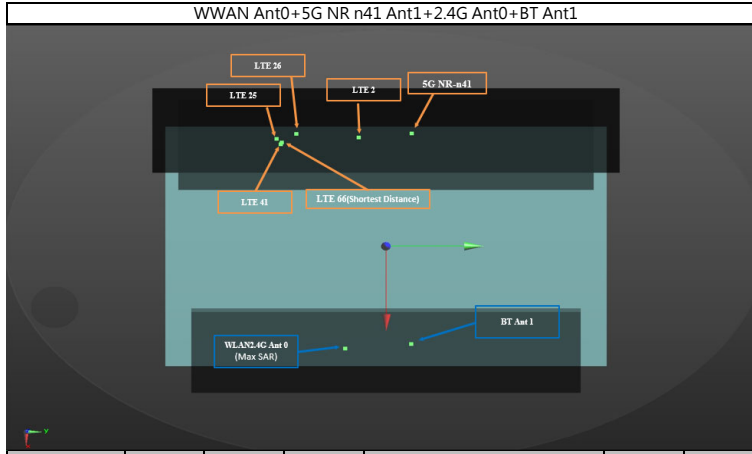 WWAN Ant0+5G NR n41 Ant1+2.4G Ant0+BT Ant1
LTE 26
LTE 25
LTE 2
5G NR-n41
LTE 41
LTE 66(Shortest Distance)
WLAN2.4G Ant 0
(Max SAR)
BT Ant 1
Y